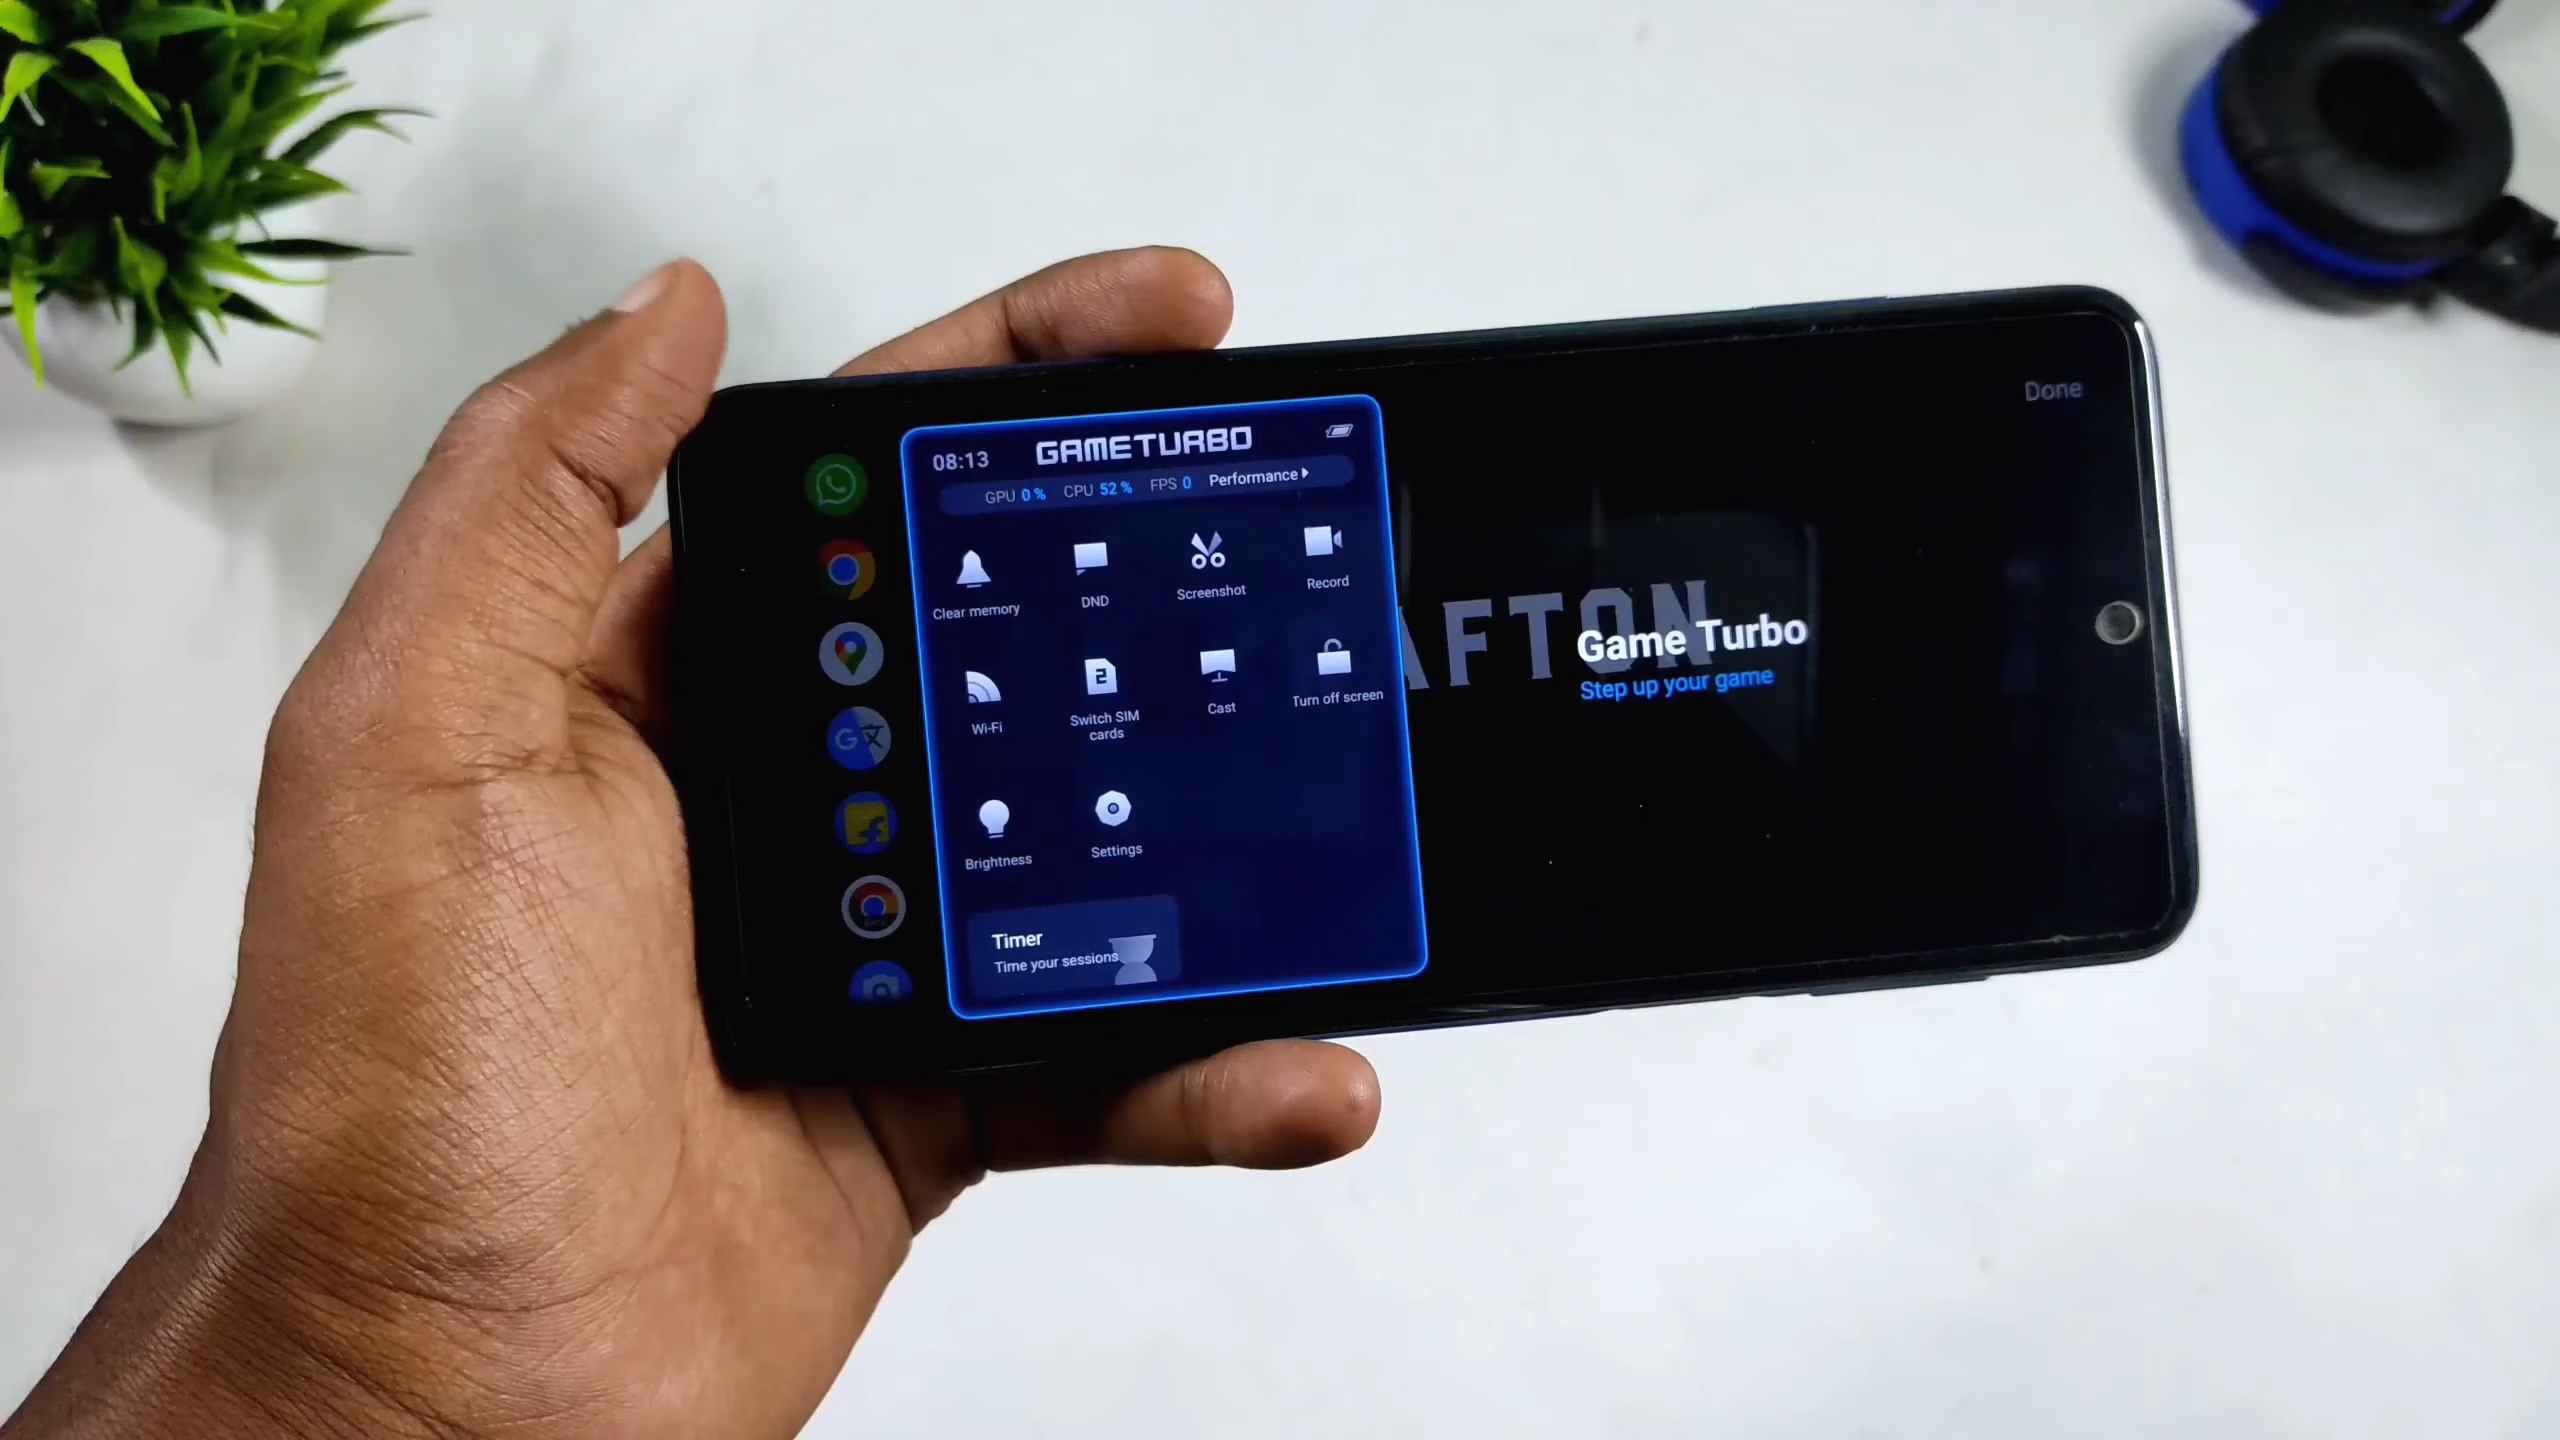 Done
08:13 GAMETURBO
GPU 0 % CPU 52 % FPS 0 Performance
Clear memory
DND
Screenshot
Record
Wi-Fi
2
Switch SIM
cards
Cast
Turn off screen
Brightness
Settings
Timer
Time your sessions
AFTON
Game Turbo
Step up your game